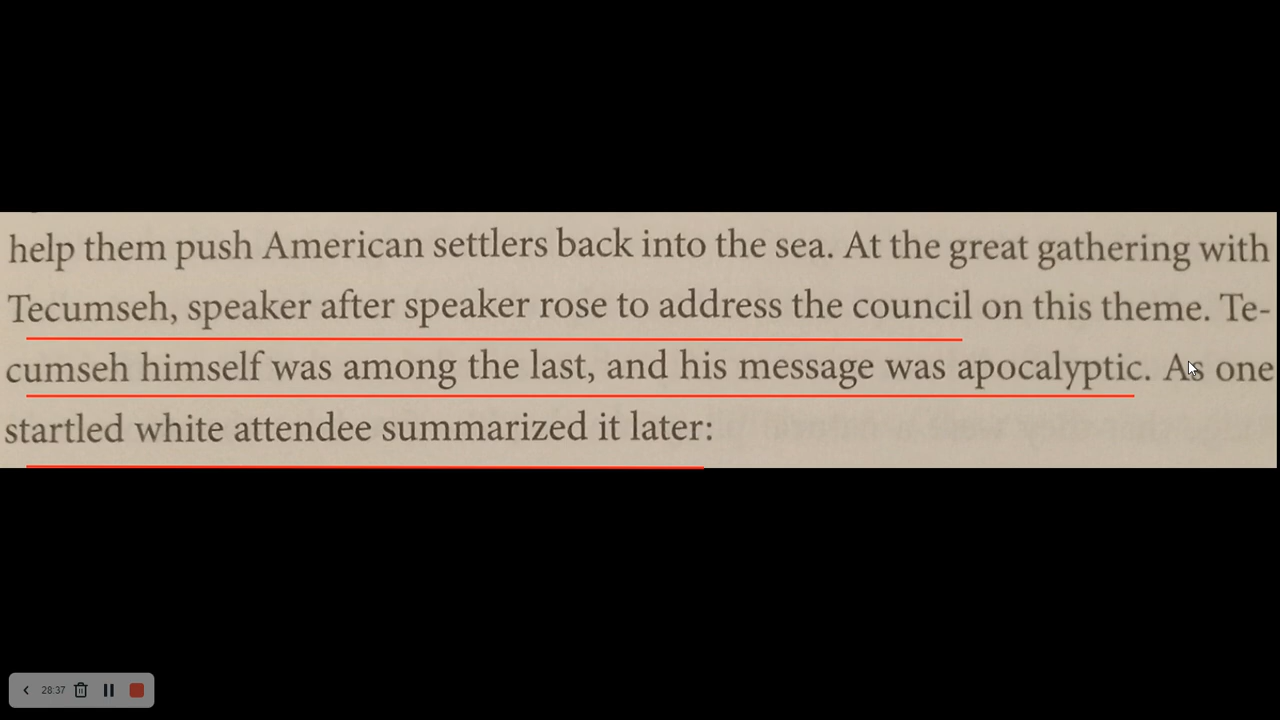 help them push American settlers back into the sea. At the great gathering with
Tecumseh, speaker after speaker rose to address the council on this theme. Te-
cumseh himself was among the last, and his message was apocalyptic. As one
startled white attendee summarized it later:
28:37